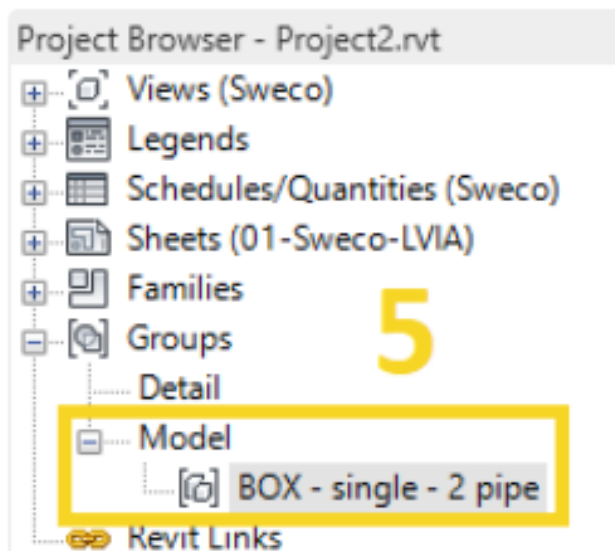 Project Browser - Project2.rvt
Views (Sweco)
Legends
Schedules/Quantities (Sweco)
Sheets (01-Sweco-LVIA)
Families
5
Groups
Detail
Model
BOX - single - 2 pipe
Revit Links